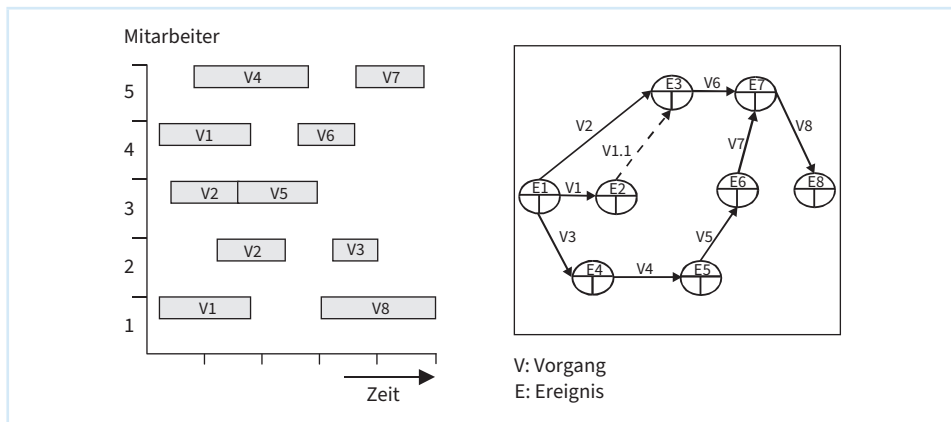 Mitarbeiter
5
V4
V7
4
V1
V6
3
V2
V5
2
V2
V3
1
V1
V8
Zeit
E3
V6
E7
V2
V1.1
V7
V8
E1
V1
E2
E6
E8
V3
V5
E4
V4
E5
V: Vorgang
E: Ereignis